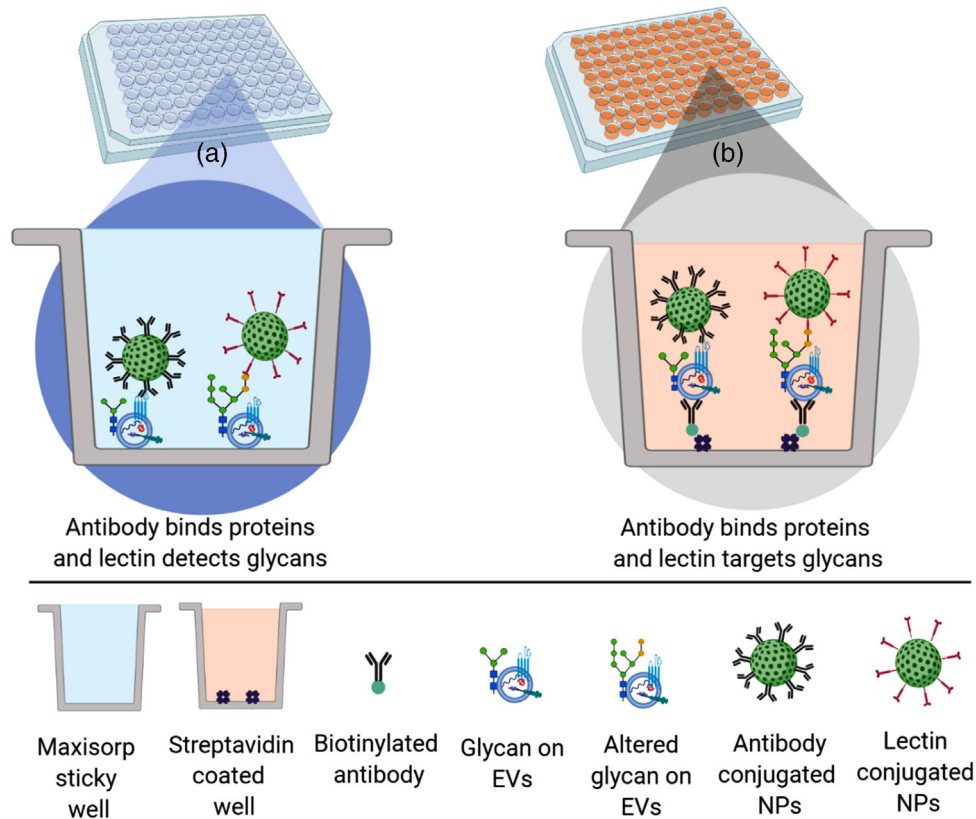 (a)
(b)
Antibody binds proteins
and lectin detects glycans
Antibody binds proteins
and lectin targets glycans
Maxisorp
sticky
well
Streptavidin
coated
well
Biotinylated
antibody
Glycan on
EVs
Altered
glycan on
EVs
Antibody
conjugated
NPs
Lectin
conjugated
NPs